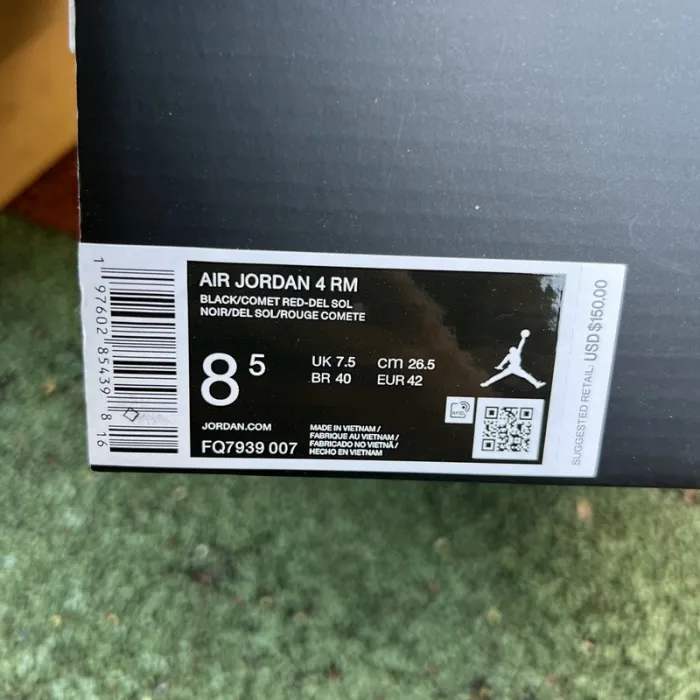 AIR JORDAN 4 RM
BLACK/COMET RED-DEL SOL
NOIR/DEL SOL/ROUGE COMETE
8 5
UK 7.5 cm 26.5
BR 40 EUR 42
JORDAN.COM
FQ7939 007
MADE IN VIETNAM /
FABRIQUE AU VIETNAM /
FABRICADO NO VIETNÃ /
HECHO EN VIETNAM
SUGGESTED RETAIL: USD $150.00
1 97602 85439 8 16